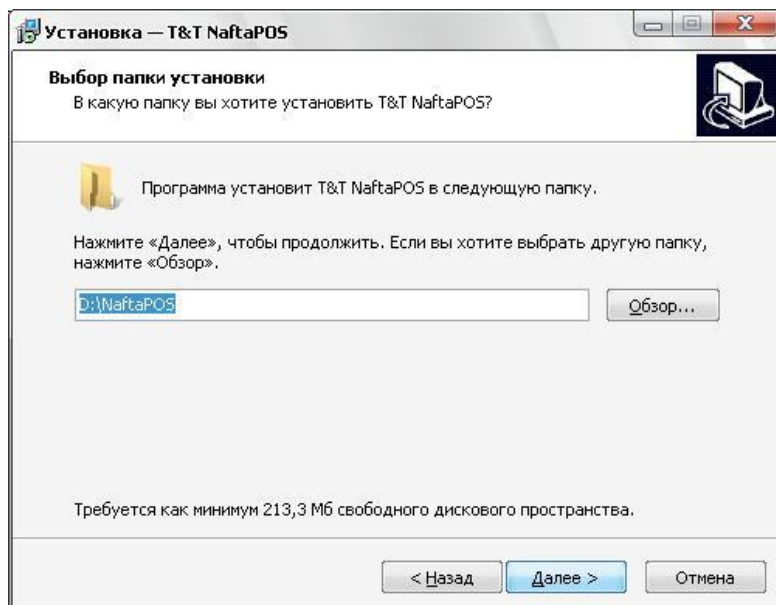 Установка — T&T NaftaPOS
Выбор папки установки
В какую папку вы хотите установить T&T NaftaPOS?
Программа установит T&T NaftaPOS в следующую папку.
Нажмите «Далее», чтобы продолжить. Если вы хотите выбрать другую папку,
нажмите «Обзор».
D:\NaftaPOS
Обзор...
Требуется как минимум 213,3 Мб свободного дискового пространства.
< Назад
Далее >
Отмена